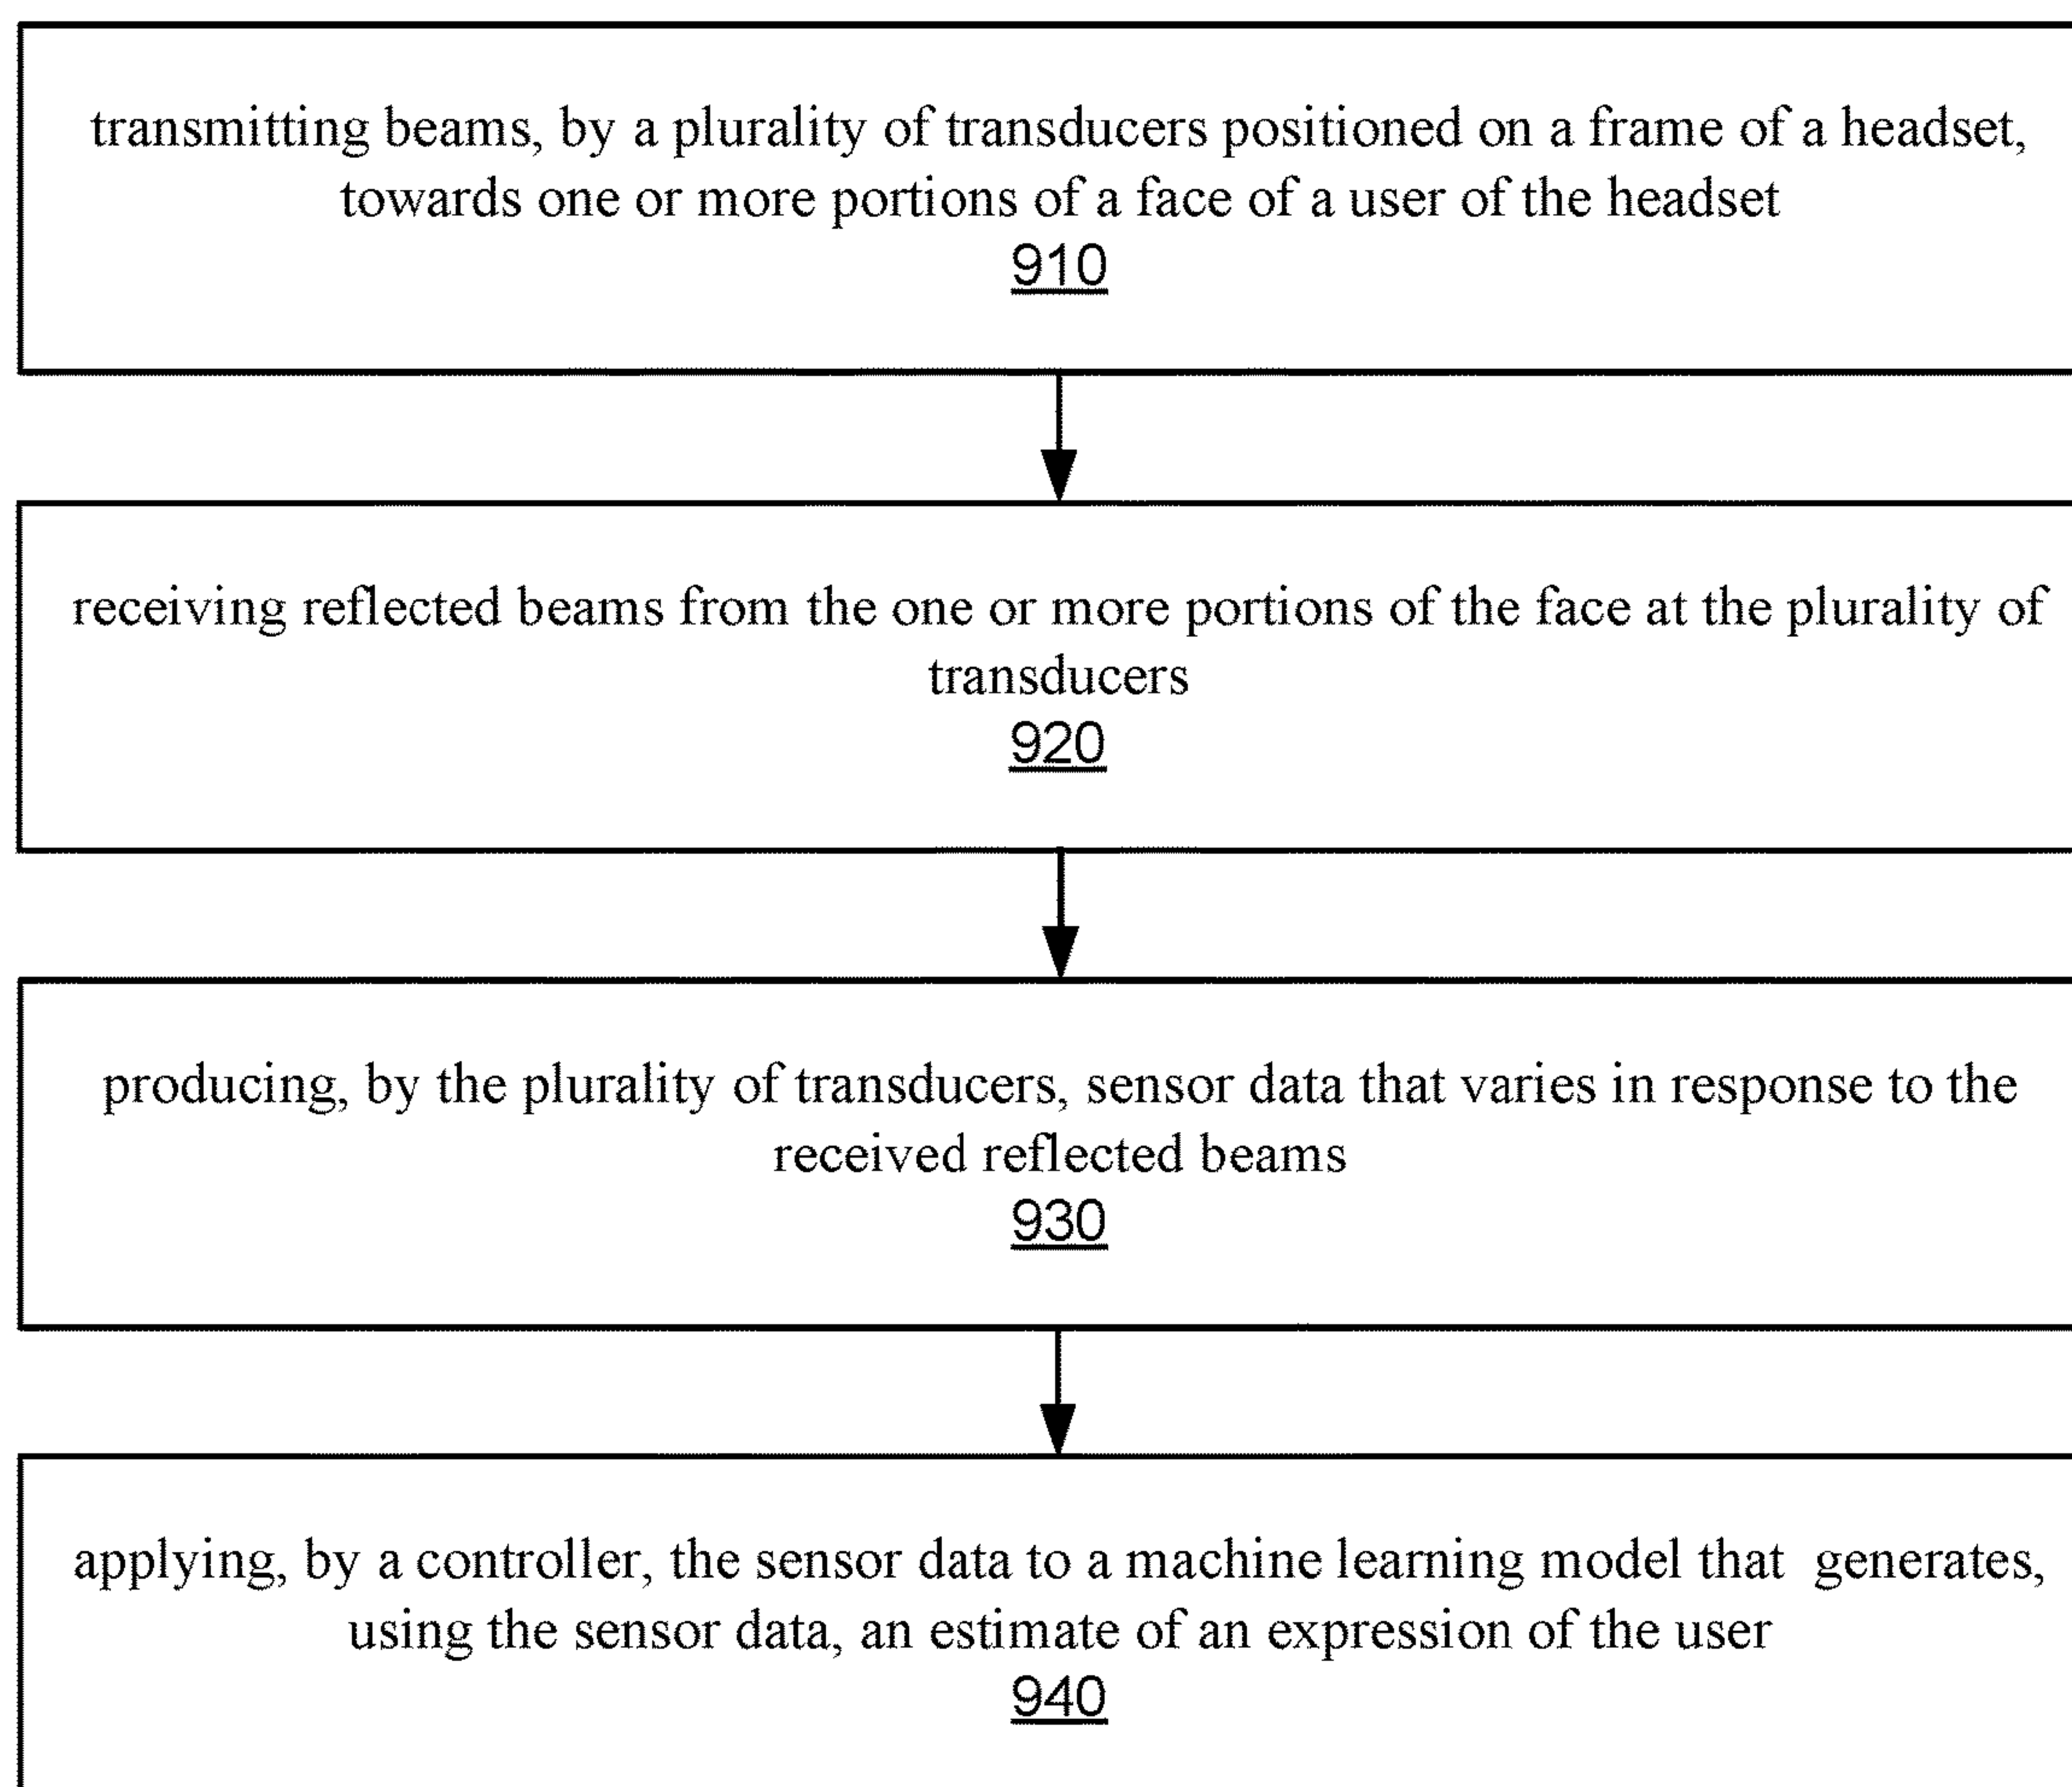 transmitting beams, by a plurality of transducers positioned on a frame of a headset,
towards one or more portions of a face of a user of the headset
910
receiving reflected beams from the one or more portions of the face at the plurality of
transducers
920
producing, by the plurality of transducers, sensor data that varies in response to the
received reflected beams
930
applying, by a controller, the sensor data to a machine learning model that generates,
using the sensor data, an estimate of an expression of the user
940